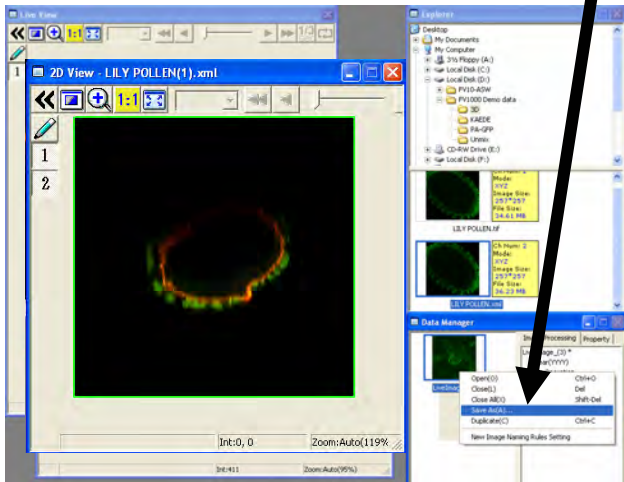 Live View
1:1
1
2D View - LILY POLLEN(1).xml
1:1
1
2
Int:0, 0 Zoom:Auto(119%
Int:411 Zoom:Auto(95%)
Explorer
Desktop
My Documents
My Computer
3½ Floppy (A:)
Local Disk (C:)
Local Disk (D:)
FV10-ASW
FV1000 Demo data
3D
KAEDE
PA-GFP
Unmix
CD-RW Drive (E:)
Local Disk (F:)
Mode:
XYZ
Image Size:
257*257
File Size:
34.61 MB
LILY POLLEN.tif
Ch Num: 2
Mode:
XYZ
Image Size:
257*257
File Size:
36.23 MB
LILY POLLEN.xml
Data Manager
Processing Property
Open(O) Ctrl+O
Close(L) Del
Close All(X) Shift-Del
Save As(A)...
Duplicate(C) Ctrl+C
New Image Naming Rules Setting